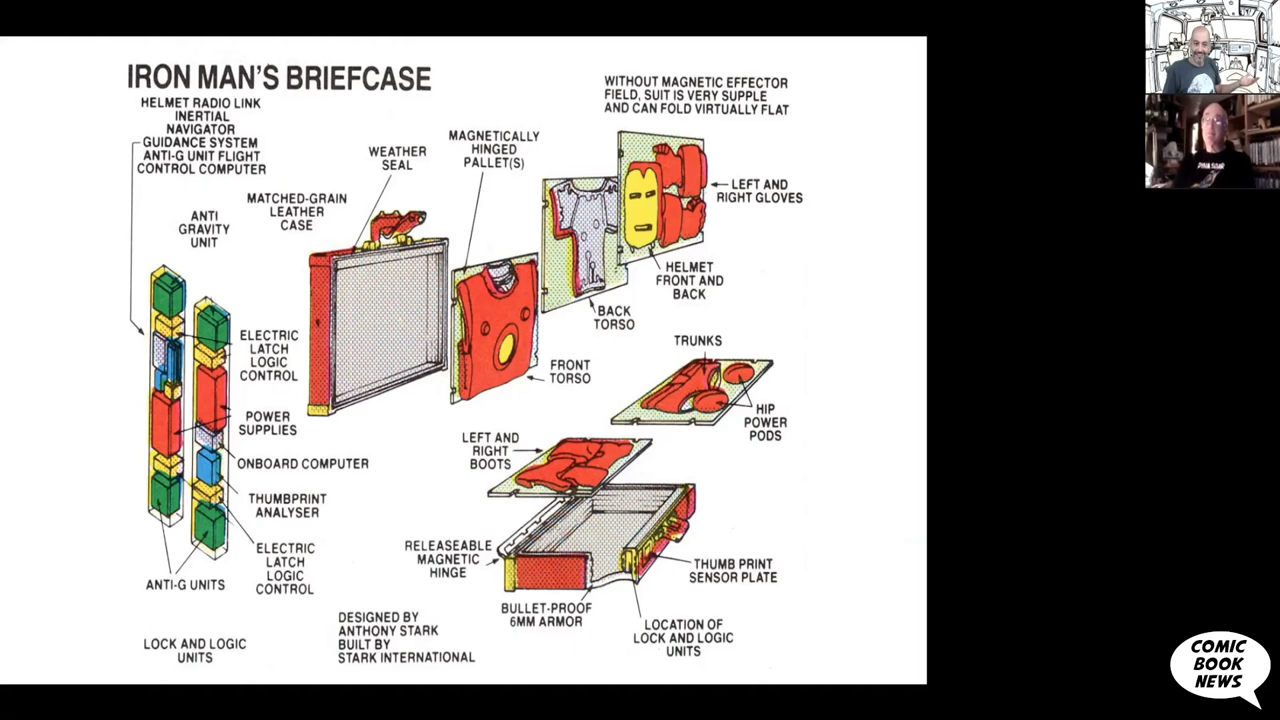 IRON MAN'S BRIEFCASE
HELMET RADIO LINK
INERTIAL
NAVIGATOR
GUIDANCE SYSTEM
ANTI-G UNIT FLIGHT
CONTROL COMPUTER
ANTI
GRAVITY
UNIT
MATCHED-GRAIN
LEATHER
CASE
WEATHER
SEAL
MAGNETICALLY
HINGED
PALLET(S)
WITHOUT MAGNETIC EFFECTOR
FIELD, SUIT IS VERY SUPPLE
AND CAN FOLD VIRTUALLY FLAT
LEFT AND
RIGHT GLOVES
HELMET
FRONT AND
BACK
BACK
TORSO
FRONT
TORSO
TRUNKS
HIP
POWER
PODS
ELECTRIC
LATCH
LOGIC
CONTROL
POWER
SUPPLIES
ONBOARD COMPUTER
THUMBPRINT
ANALYSER
ELECTRIC
LATCH
LOGIC
CONTROL
ANTI-G UNITS
LOCK AND LOGIC
UNITS
LEFT AND
RIGHT
BOOTS
RELEASEABLE
MAGNETIC
HINGE
BULLET-PROOF
6MM ARMOR
THUMB PRINT
SENSOR PLATE
LOCATION OF
LOCK AND LOGIC
UNITS
DESIGNED BY
ANTHONY STARK
BUILT BY
STARK INTERNATIONAL
COMIC
BOOK
NEWS